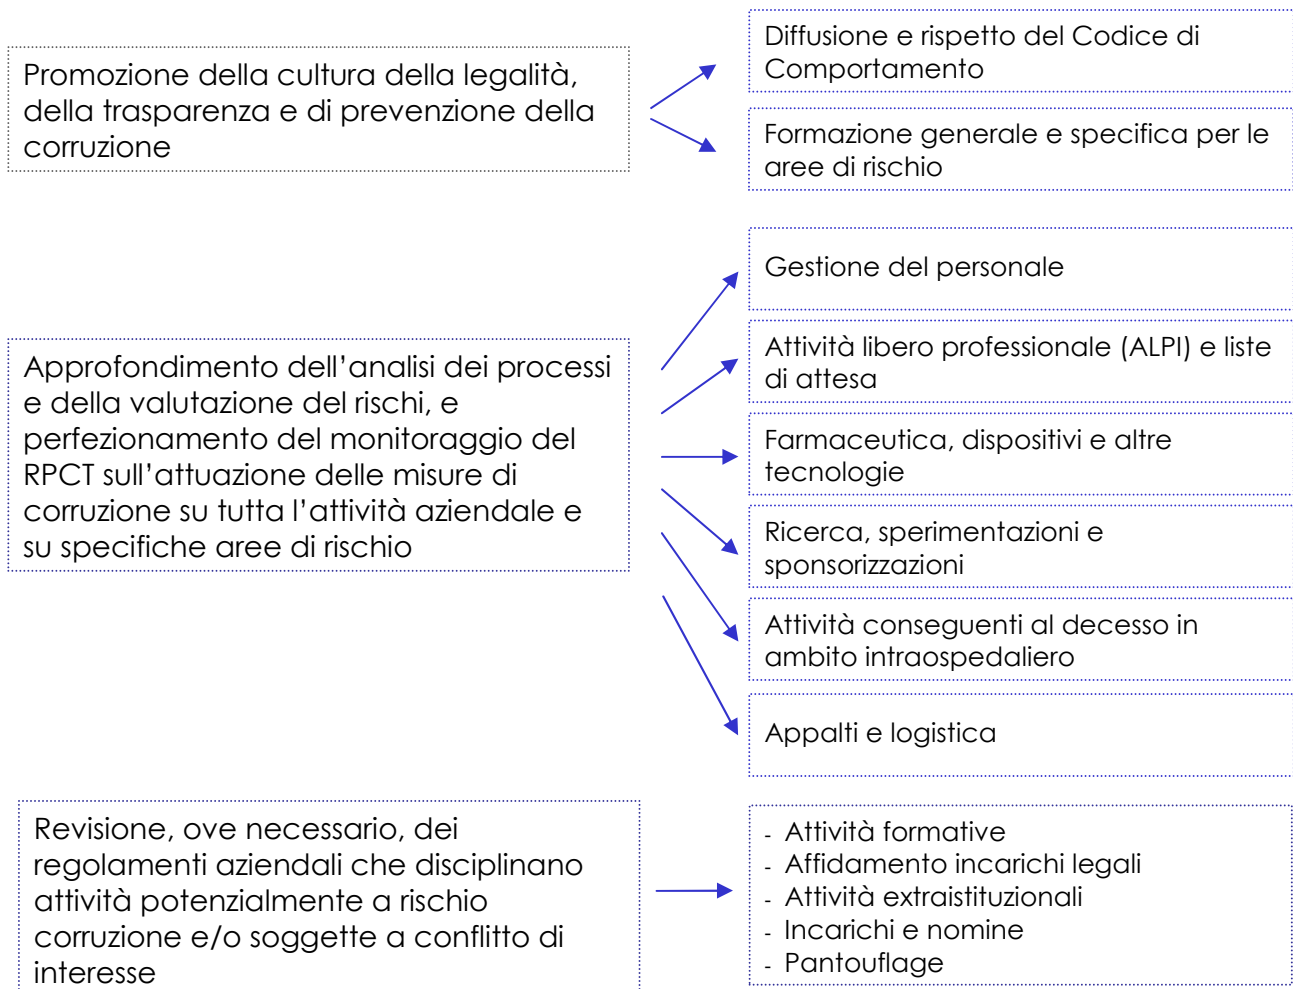 Promozione della cultura della legalità,
della trasparenza e di prevenzione della
corruzione
Diffusione e rispetto del Codice di
Comportamento
Formazione generale e specifica per le
aree di rischio
Approfondimento dell’analisi dei processi
e della valutazione del rischi, e
perfezionamento del monitoraggio del
RPCT sull’attuazione delle misure di
corruzione su tutta l’attività aziendale e
su specifiche aree di rischio
Gestione del personale
Attività libero professionale (ALPI) e liste
di attesa
Farmaceutica, dispositivi e altre
tecnologie
Ricerca, sperimentazioni e
sponsorizzazioni
Attività conseguenti al decesso in
ambito intraospedaliero
Appalti e logistica
Revisione, ove necessario, dei
regolamenti aziendali che disciplinano
attività potenzialmente a rischio
corruzione e/o soggette a conflitto di
interesse
- Attività formative
- Affidamento incarichi legali
- Attività extraistituzionali
- Incarichi e nomine
- Pantouflage